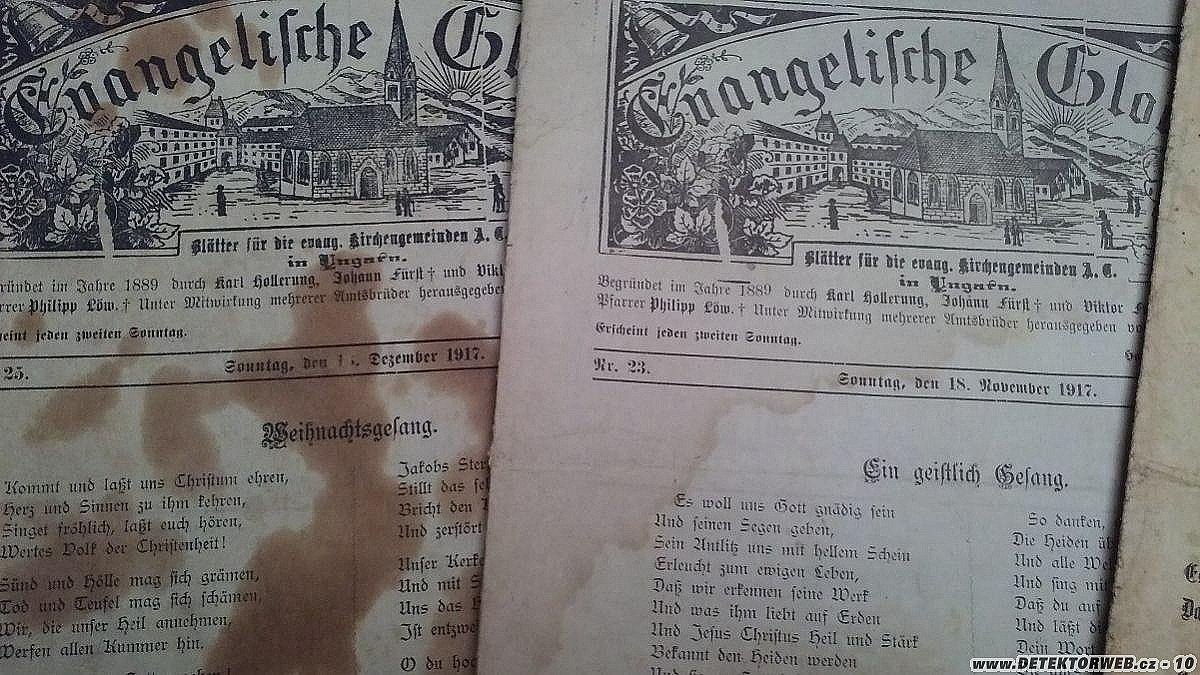 Evangelische
Blätter für die evang. Kirchengemeinden A.
in Ungarn.
im Jahre 1889 durch Karl Hollerung, Johann Fürst † und
Philipp Löw. † Unter Mitwirkung mehrerer Amtsbrüder herausgegeben
jeden zweiten Sonntag.
25.
Sonntag, den Dezember 1917.
Weihnachtsgesang.
Kommt und laßt uns Christum ehren,
Herz und Sinnen zu ihm kehren,
Singet fröhlich, laßt euch hören,
Wertes Volk der Christenheit!
Sünd und Hölle mag sich grämen,
Tod und Teufel mag sich schämen,
Wir, die unser Heil annehmen,
Werfen allen Kummer hin.
Jakobs
Stillt das
Bricht den
Und zerstört
Unser
Und mit
Uns das
Ist
O du
Evangelische
Blätter für die evang. Kirchengemeinden A. C.
in Ungarn.
Begründet im Jahre 1889 durch Karl Hollerung, Johann Fürst † und Viktor
Pfarrer Philipp Löw. † Unter Mitwirkung mehrerer Amtsbrüder herausgegeben
Erscheint jeden zweiten Sonntag.
Nr. 23.
Sonntag, den 18. November 1917.
Ein geistlich Gesang.
Es woll uns Gott gnädig sein
Und seinen Segen geben,
Sein Antlitz uns mit hellem Schein
Erleucht zum ewigen Leben,
Daß wir erkennen seine Werk
Und was ihm liebt auf Erden
Und Jesus Christus Heil und Stärk
Bekannt den Heiden werden
So danken,
Die Heiden
Und alle
Und sing
Daß du auf
Und läßt
Dein
www.DETEKTORWEB.cz - 10